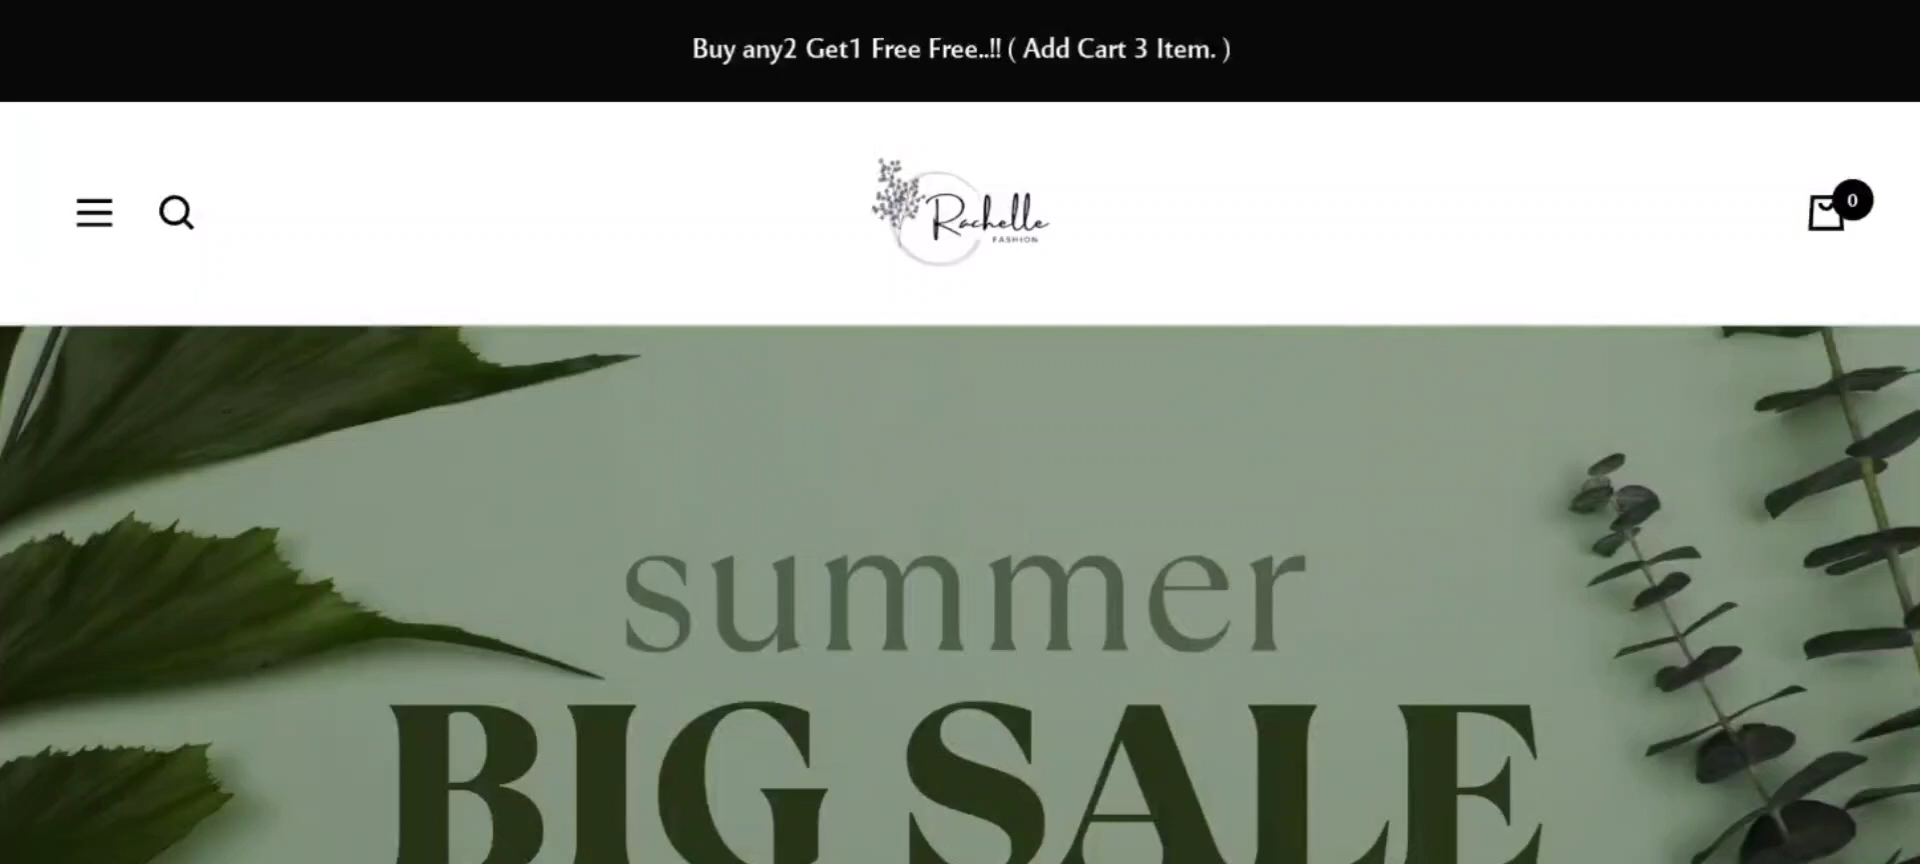 Buy any2 Get1 Free Free..!! ( Add Cart 3 Item. )
Rachelle
FASHION
0
summer
BIG SALE